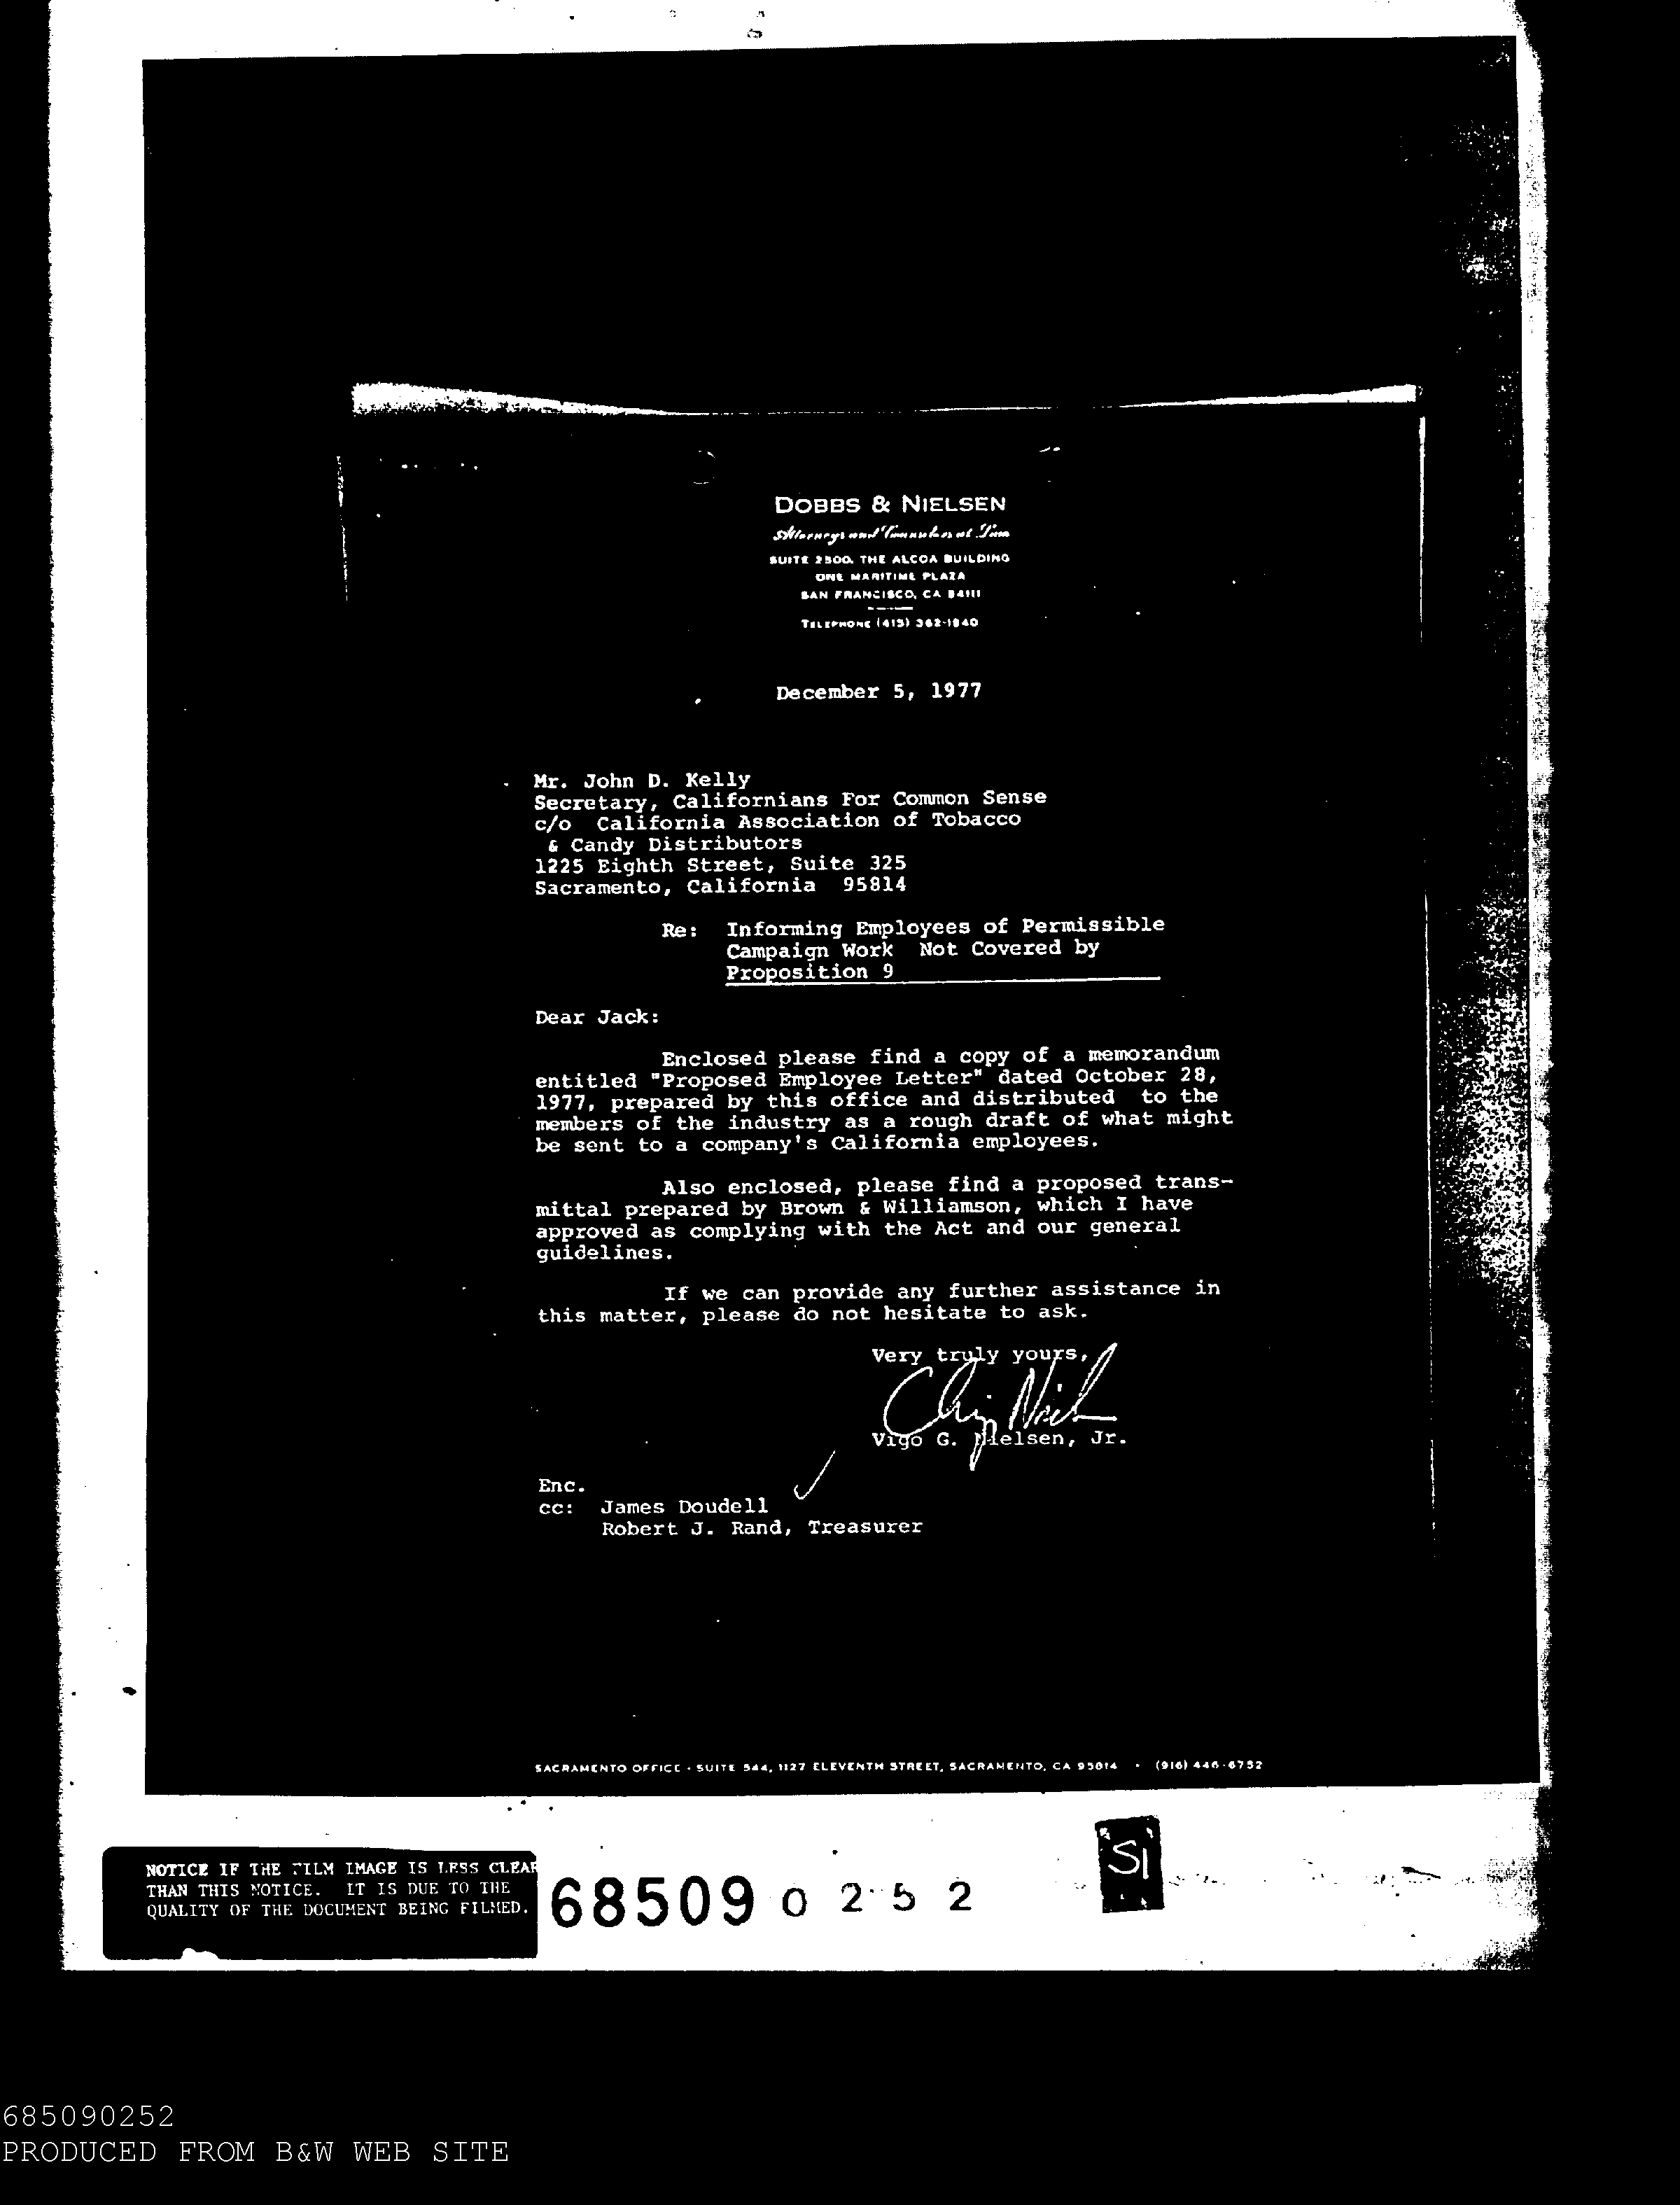 DOBBS & NIELSEN
Attorneys and Counselors at Law
SUITE 2500, THE ALCOA BUILDING
ONE MARITIME PLAZA
SAN FRANCISCO, CA 94111
TELEPHONE (415) 362-1940
December 5, 1977
Mr. John D. Kelly
Secretary, Californians For Common Sense
c/o California Association of Tobacco
& Candy Distributors
1225 Eighth Street, Suite 325
Sacramento, California 95814
Re: Informing Employees of Permissible
Campaign Work Not Covered by
Proposition 9
Dear Jack:
Enclosed please find a copy of a memorandum
entitled "Proposed Employee Letter" dated October 28,
1977, prepared by this office and distributed to the
members of the industry as a rough draft of what might
be sent to a company's California employees.
Also enclosed, please find a proposed trans-
mittal prepared by Brown & Williamson, which I have
approved as complying with the Act and our general
guidelines.
If we can provide any further assistance in
this matter, please do not hesitate to ask.
Very truly yours,
Chip Niel
Vigo G. Nielsen, Jr.
Enc.
cc: James Doudell
Robert J. Rand, Treasurer
SACRAMENTO OFFICE • SUITE 544, 1127 ELEVENTH STREET, SACRAMENTO, CA 95814 • (916) 446-6752
NOTICE IF THE FILM IMAGE IS LESS CLEAR
THAN THIS NOTICE. IT IS DUE TO THE
QUALITY OF THE DOCUMENT BEING FILMED.
68509 0252
SI
685090252
PRODUCED FROM B&W WEB SITE